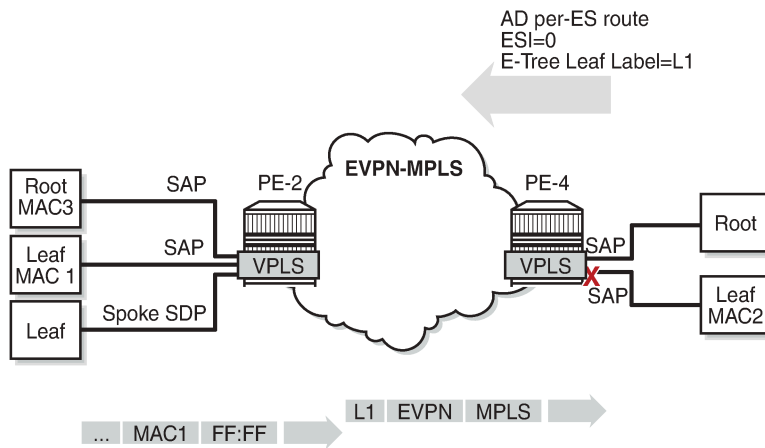 AD per-ES route
ESI=0
E-Tree Leaf Label=L1
EVPN-MPLS
Root
MAC3
SAP
PE-2
PE-4
Leaf
MAC 1
SAP
VPLS
VPLS
SAP
Root
X
SAP
Leaf
MAC2
Leaf
Spoke SDP
L1 EVPN MPLS
... MAC1 FF:FF